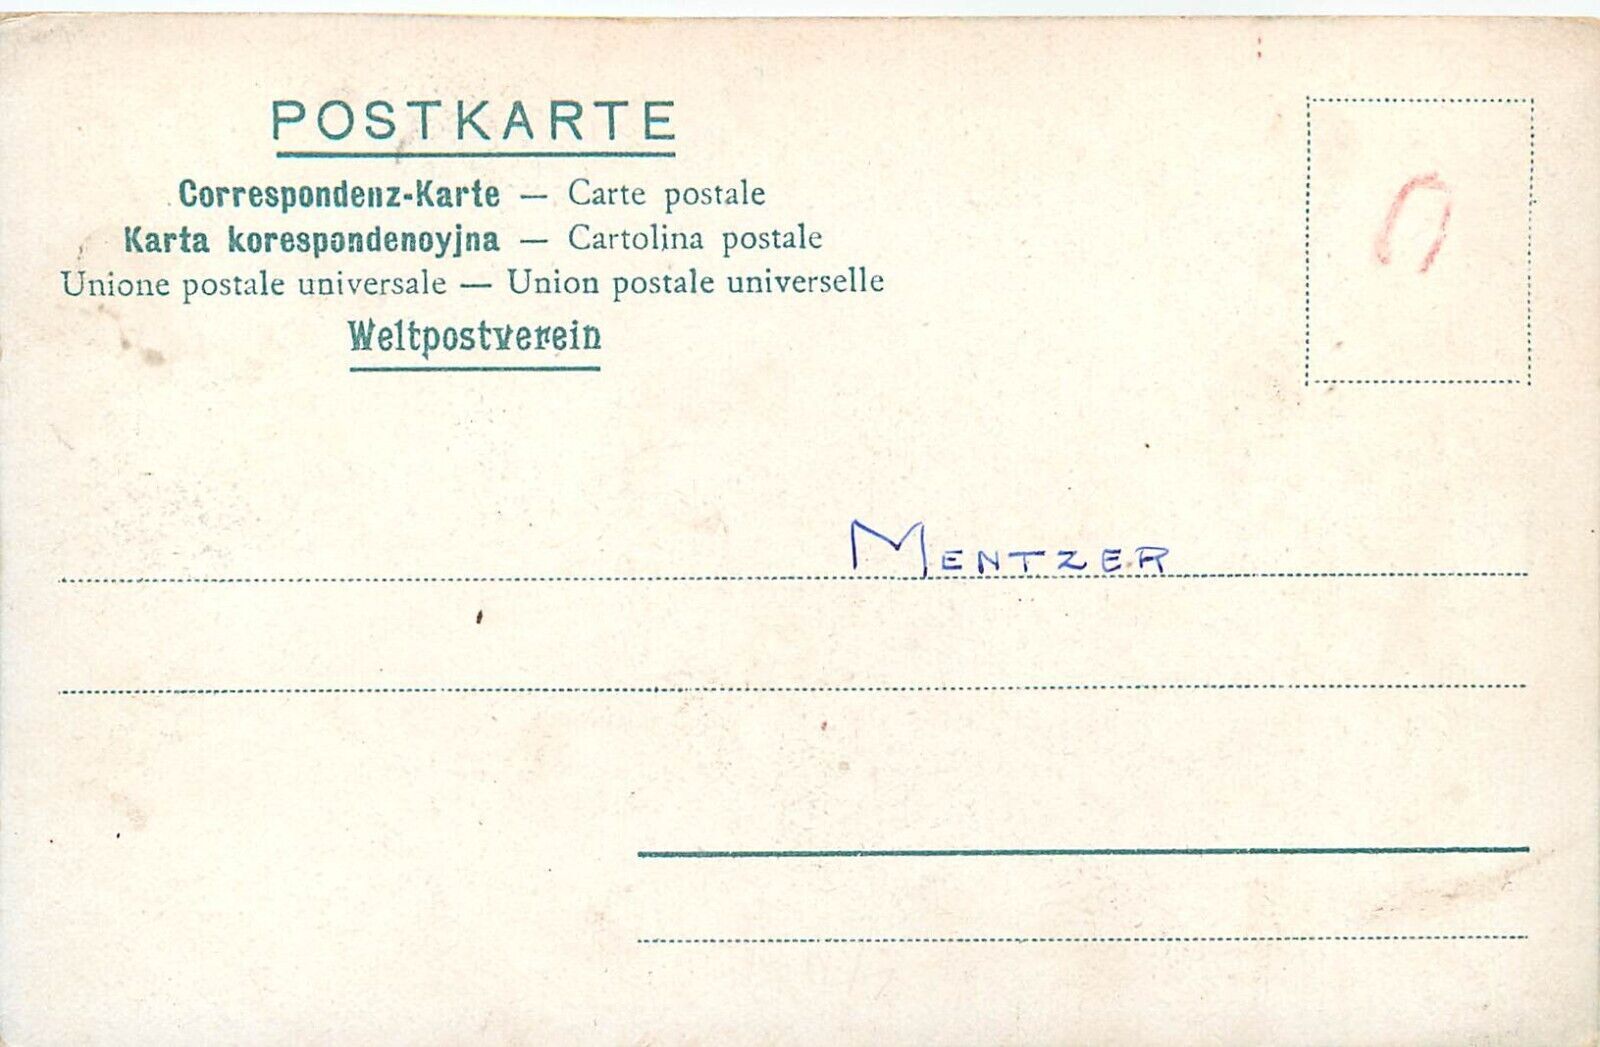 POSTKARTE
Correspondenz-Karte — Carte postale
Karta korespondenoyjna — Cartolina postale
Unione postale universale — Union postale universelle
Weltpostverein
MENTZER